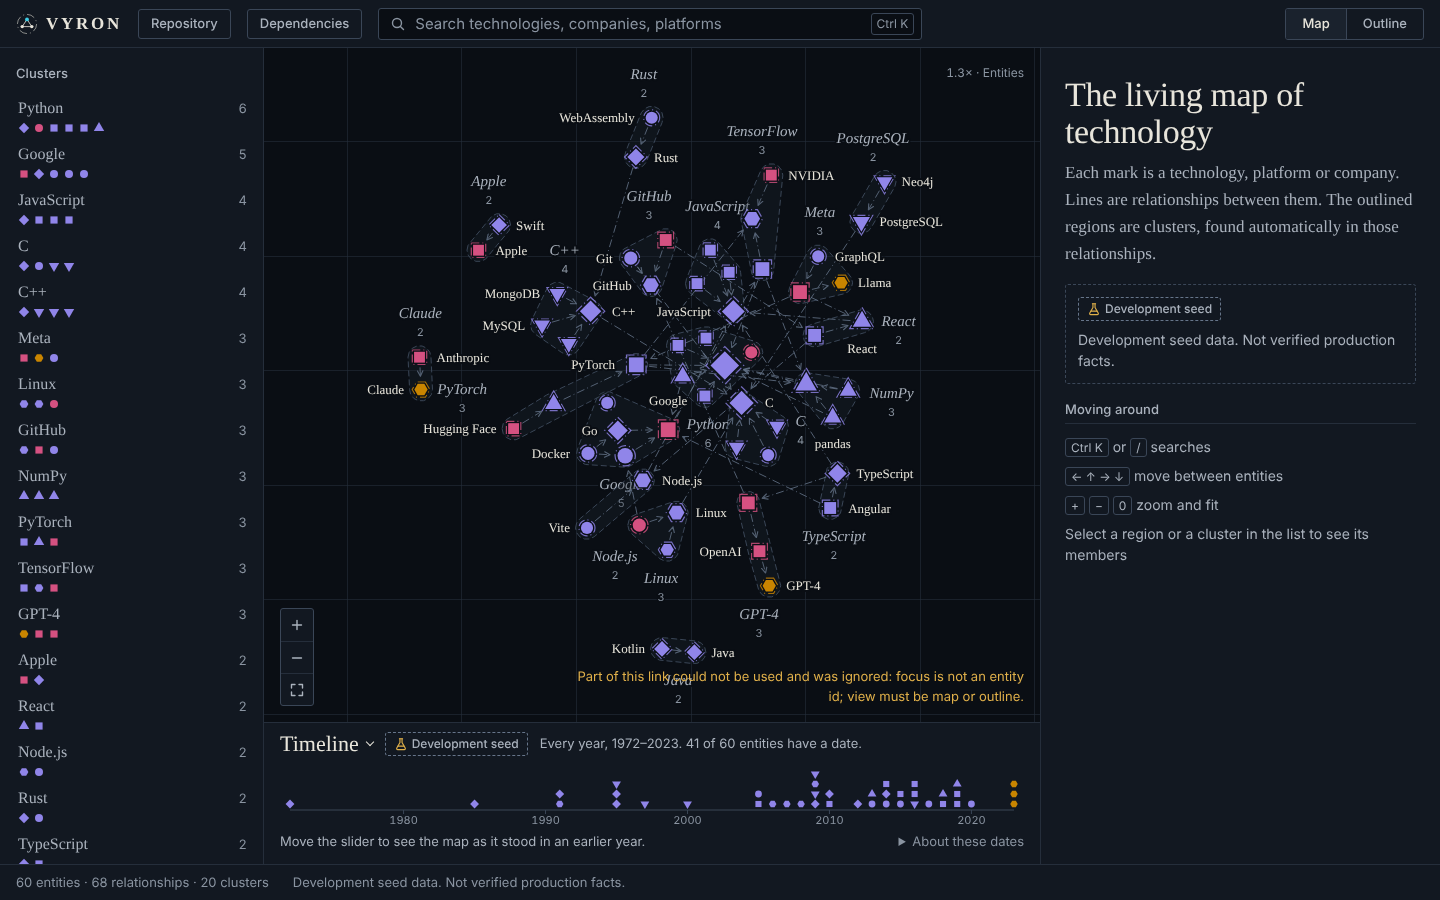 VYRON
Repository
Dependencies
Search technologies, companies, platforms
Ctrl K
Map
Outline
Clusters
Python 6
Google 5
JavaScript 4
C 4
C++ 4
Meta 3
Linux 3
GitHub 3
NumPy 3
PyTorch 3
TensorFlow 3
GPT-4 3
Apple 2
React 2
Node.js 2
Rust 2
TypeScript 2
1.3× · Entities
Rust
2
WebAssembly
Rust
TensorFlow
3
PostgreSQL
2
NVIDIA
Neo4j
Apple
2
GitHub
3
JavaScript
4
Meta
3
Swift
PostgreSQL
Apple
C++
4
Git
GraphQL
GitHub
Llama
MongoDB
C++
JavaScript
Claude
2
MySQL
React
2
React
Anthropic
PyTorch
Claude
PyTorch
3
Google
C
NumPy
3
Hugging Face
Go
Python
6
C
4
pandas
Docker
TypeScript
Google
5
Node.js
Linux
Angular
Vite
TypeScript
2
Node.js
2
OpenAI
Linux
3
GPT-4
GPT-4
3
Kotlin
Java
Java
2
Part of this link could not be used and was ignored: focus is not an entity
id; view must be map or outline.
+
−
Timeline
Development seed
Every year, 1972–2023. 41 of 60 entities have a date.
1980
1990
2000
2010
2020
Move the slider to see the map as it stood in an earlier year.
About these dates
The living map of
technology
Each mark is a technology, platform or company.
Lines are relationships between them. The outlined
regions are clusters, found automatically in those
relationships.
Development seed
Development seed data. Not verified production
facts.
Moving around
Ctrl K or / searches
← ↑ → ↓ move between entities
+ − 0 zoom and fit
Select a region or a cluster in the list to see its
members
60 entities · 68 relationships · 20 clusters
Development seed data. Not verified production facts.